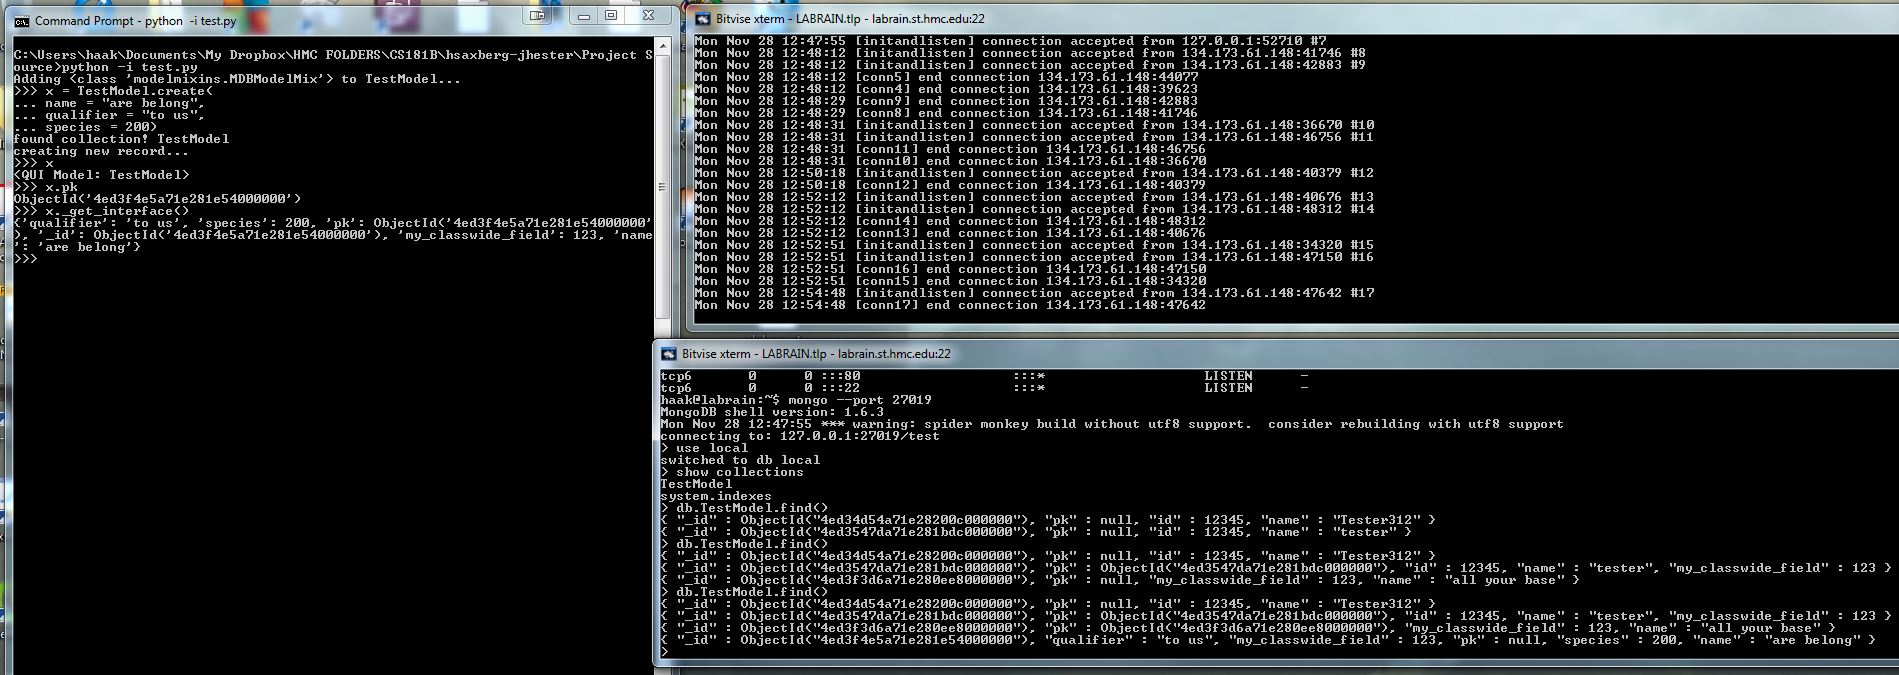 Command Prompt - python  -i test.py
C:\Users\haak\Documents\My Dropbox\HMC FOLDERS\CS181B\hsaxberg-jhester\Project S
ource>python -i test.py
Adding <class 'modelmixins.MDBModelMix'> to TestModel...
>>> x = TestModel.create(
... name = "are belong",
... qualifier = "to us",
... species = 200)
found collection! TestModel
creating new record...
>>> x
<QUI Model: TestModel>
>>> x.pk
ObjectId('4ed3f4e5a71e281e54000000')
>>> x._get_interface()
{'qualifier': 'to us', 'species': 200, 'pk': ObjectId('4ed3f4e5a71e281e54000000'
), '_id': ObjectId('4ed3f4e5a71e281e54000000'), 'my_classwide_field': 123, 'name
': 'are belong'}
>>>
Bitvise xterm - LABRAIN.tlp - labrain.st.hmc.edu:22
Mon Nov 28 12:47:55 [initandlisten] connection accepted from 127.0.0.1:52710 #7
Mon Nov 28 12:48:12 [initandlisten] connection accepted from 134.173.61.148:41746 #8
Mon Nov 28 12:48:12 [initandlisten] connection accepted from 134.173.61.148:42883 #9
Mon Nov 28 12:48:12 [conn5] end connection 134.173.61.148:44077
Mon Nov 28 12:48:12 [conn4] end connection 134.173.61.148:39623
Mon Nov 28 12:48:29 [conn9] end connection 134.173.61.148:42883
Mon Nov 28 12:48:29 [conn8] end connection 134.173.61.148:41746
Mon Nov 28 12:48:31 [initandlisten] connection accepted from 134.173.61.148:36670 #10
Mon Nov 28 12:48:31 [initandlisten] connection accepted from 134.173.61.148:46756 #11
Mon Nov 28 12:48:31 [conn11] end connection 134.173.61.148:46756
Mon Nov 28 12:48:31 [conn10] end connection 134.173.61.148:36670
Mon Nov 28 12:50:18 [initandlisten] connection accepted from 134.173.61.148:40379 #12
Mon Nov 28 12:50:18 [conn12] end connection 134.173.61.148:40379
Mon Nov 28 12:52:12 [initandlisten] connection accepted from 134.173.61.148:40676 #13
Mon Nov 28 12:52:12 [initandlisten] connection accepted from 134.173.61.148:48312 #14
Mon Nov 28 12:52:12 [conn14] end connection 134.173.61.148:48312
Mon Nov 28 12:52:12 [conn13] end connection 134.173.61.148:40676
Mon Nov 28 12:52:51 [initandlisten] connection accepted from 134.173.61.148:34320 #15
Mon Nov 28 12:52:51 [initandlisten] connection accepted from 134.173.61.148:47150 #16
Mon Nov 28 12:52:51 [conn16] end connection 134.173.61.148:47150
Mon Nov 28 12:52:51 [conn15] end connection 134.173.61.148:34320
Mon Nov 28 12:54:48 [initandlisten] connection accepted from 134.173.61.148:47642 #17
Mon Nov 28 12:54:48 [conn17] end connection 134.173.61.148:47642
Bitvise xterm - LABRAIN.tlp - labrain.st.hmc.edu:22
tcp6       0      0 :::80                   :::*                    LISTEN      -
tcp6       0      0 :::22                   :::*                    LISTEN      -
haak@labrain:~$ mongo --port 27019
MongoDB shell version: 1.6.3
Mon Nov 28 12:47:55 *** warning: spider monkey build without utf8 support.  consider rebuilding with utf8 support
connecting to: 127.0.0.1:27019/test
> use local
switched to db local
> show collections
TestModel
system.indexes
> db.TestModel.find()
{ "_id" : ObjectId("4ed34d54a71e28200c000000"), "pk" : null, "id" : 12345, "name" : "Tester312" }
{ "_id" : ObjectId("4ed3547da71e281bdc000000"), "pk" : null, "id" : 12345, "name" : "tester" }
> db.TestModel.find()
{ "_id" : ObjectId("4ed34d54a71e28200c000000"), "pk" : null, "id" : 12345, "name" : "Tester312" }
{ "_id" : ObjectId("4ed3547da71e281bdc000000"), "pk" : ObjectId("4ed3547da71e281bdc000000"), "id" : 12345, "name" : "tester", "my_classwide_field" : 123 }
{ "_id" : ObjectId("4ed3f3d6a71e280ee8000000"), "pk" : null, "my_classwide_field" : 123, "name" : "all your base" }
> db.TestModel.find()
{ "_id" : ObjectId("4ed34d54a71e28200c000000"), "pk" : null, "id" : 12345, "name" : "Tester312" }
{ "_id" : ObjectId("4ed3547da71e281bdc000000"), "pk" : ObjectId("4ed3547da71e281bdc000000"), "id" : 12345, "name" : "tester", "my_classwide_field" : 123 }
{ "_id" : ObjectId("4ed3f3d6a71e280ee8000000"), "pk" : ObjectId("4ed3f3d6a71e280ee8000000"), "my_classwide_field" : 123, "name" : "all your base" }
{ "_id" : ObjectId("4ed3f4e5a71e281e54000000"), "qualifier" : "to us", "my_classwide_field" : 123, "pk" : null, "species" : 200, "name" : "are belong" }
>